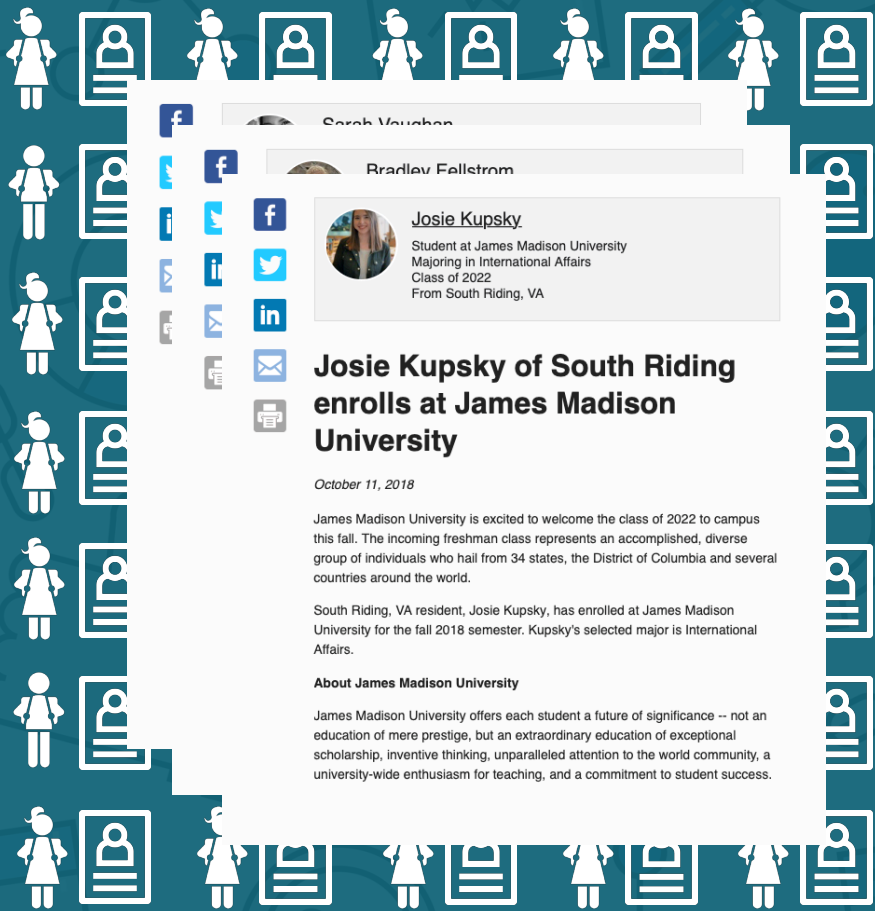 Sarah Vaughan
Bradley Fellstrom
Josie Kupsky
Student at James Madison University
Majoring in International Affairs
Class of 2022
From South Riding, VA
Josie Kupsky of South Riding
enrolls at James Madison
University
October 11, 2018
James Madison University is excited to welcome the class of 2022 to campus
this fall. The incoming freshman class represents an accomplished, diverse
group of individuals who hail from 34 states, the District of Columbia and several
countries around the world.
South Riding, VA resident, Josie Kupsky, has enrolled at James Madison
University for the fall 2018 semester. Kupsky's selected major is International
Affairs.
About James Madison University
James Madison University offers each student a future of significance -- not an
education of mere prestige, but an extraordinary education of exceptional
scholarship, inventive thinking, unparalleled attention to the world community, a
university-wide enthusiasm for teaching, and a commitment to student success.